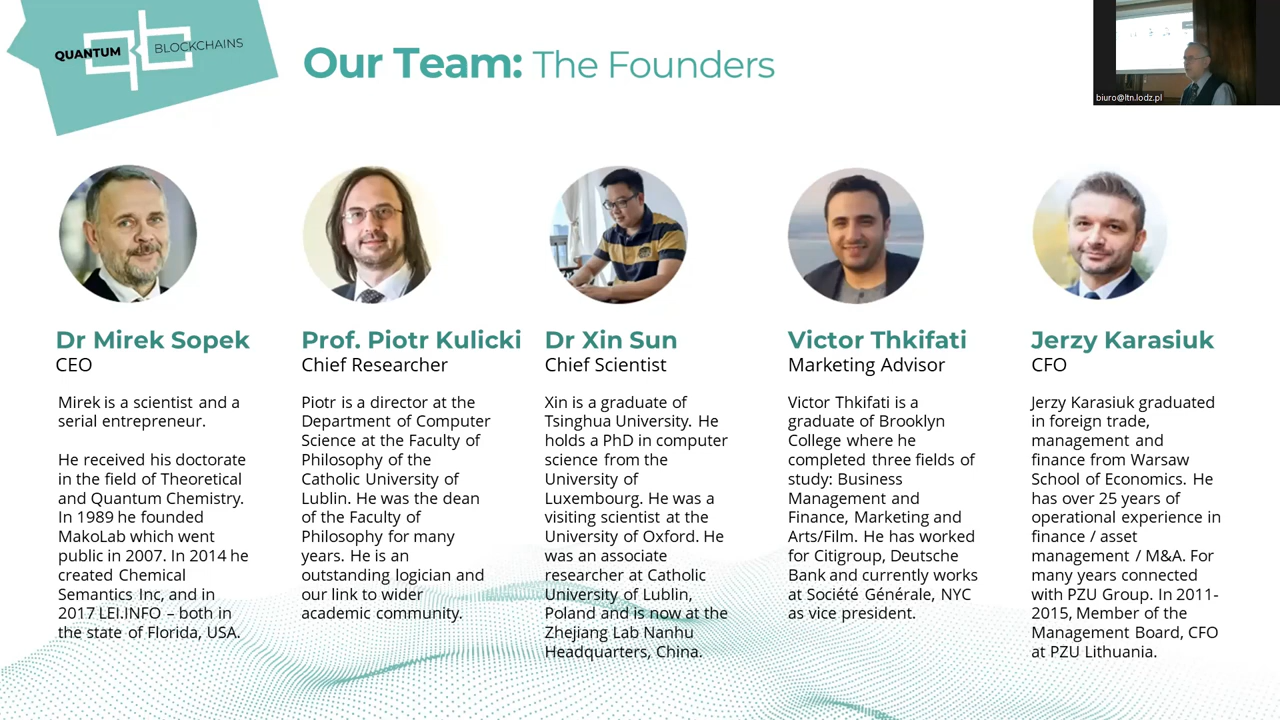 QUANTUM BLOCKCHAINS
Our Team: The Founders
biuro@ltn.lodz.pl
Dr Mirek Sopek
CEO
Mirek is a scientist and a
serial entrepreneur.
He received his doctorate
in the field of Theoretical
and Quantum Chemistry.
In 1989 he founded
MakoLab which went
public in 2007. In 2014 he
created Chemical
Semantics Inc, and in
2017 LEI.INFO – both in
the state of Florida, USA.
Prof. Piotr Kulicki
Chief Researcher
Piotr is a director at the
Department of Computer
Science at the Faculty of
Philosophy of the
Catholic University of
Lublin. He was the dean
of the Faculty of
Philosophy for many
years. He is an
outstanding logician and
our link to wider
academic community.
Dr Xin Sun
Chief Scientist
Xin is a graduate of
Tsinghua University. He
holds a PhD in computer
science from the
University of
Luxembourg. He was a
visiting scientist at the
University of Oxford. He
was an associate
researcher at Catholic
University of Lublin,
Poland and is now at the
Zhejiang Lab Nanhu
Headquarters, China.
Victor Thkifati
Marketing Advisor
Victor Thkifati is a
graduate of Brooklyn
College where he
completed three fields of
study: Business
Management and
Finance, Marketing and
Arts/Film. He has worked
for Citigroup, Deutsche
Bank and currently works
at Société Générale, NYC
as vice president.
Jerzy Karasiuk
CFO
Jerzy Karasiuk graduated
in foreign trade,
management and
finance from Warsaw
School of Economics. He
has over 25 years of
operational experience in
finance / asset
management / M&A. For
many years connected
with PZU Group. In 2011-
2015, Member of the
Management Board, CFO
at PZU Lithuania.